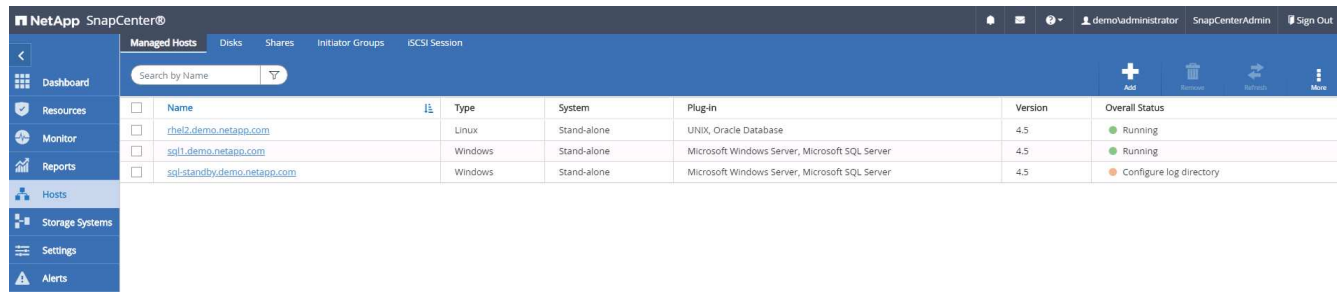 NetApp SnapCenter®
demo\administrator SnapCenterAdmin Sign Out
Managed Hosts Disks Shares Initiator Groups iSCSI Session
Search by Name
Add Remove Refresh More
Dashboard
Resources
Monitor
Reports
Hosts
Storage Systems
Settings
Alerts
Name Type System Plug-in Version Overall Status
rhel2.demo.netapp.com Linux Stand-alone UNIX, Oracle Database 4.5 Running
sql1.demo.netapp.com Windows Stand-alone Microsoft Windows Server, Microsoft SQL Server 4.5 Running
sql-standby.demo.netapp.com Windows Stand-alone Microsoft Windows Server, Microsoft SQL Server 4.5 Configure log directory